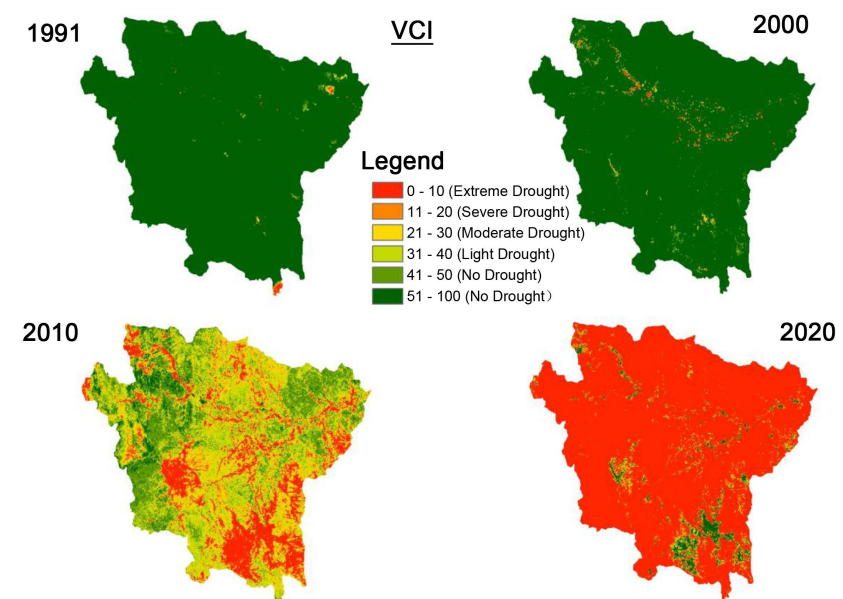 1991
VCI
2000
Legend
0 - 10 (Extreme Drought)
11 - 20 (Severe Drought)
21 - 30 (Moderate Drought)
31 - 40 (Light Drought)
41 - 50 (No Drought)
51 - 100 (No Drought）
2010
2020